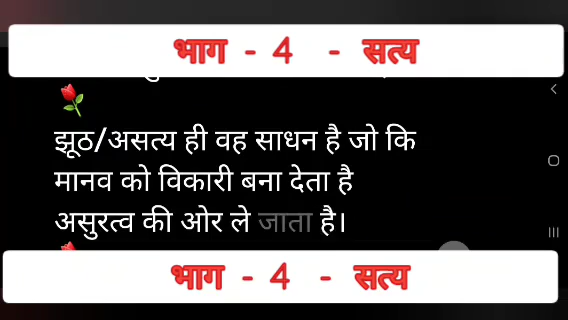 भाग - 4 - सत्य
झूठ/असत्य ही वह साधन है जो कि
मानव को विकारी बना देता है
असुरत्व की ओर ले जाता है।
भाग - 4 - सत्य